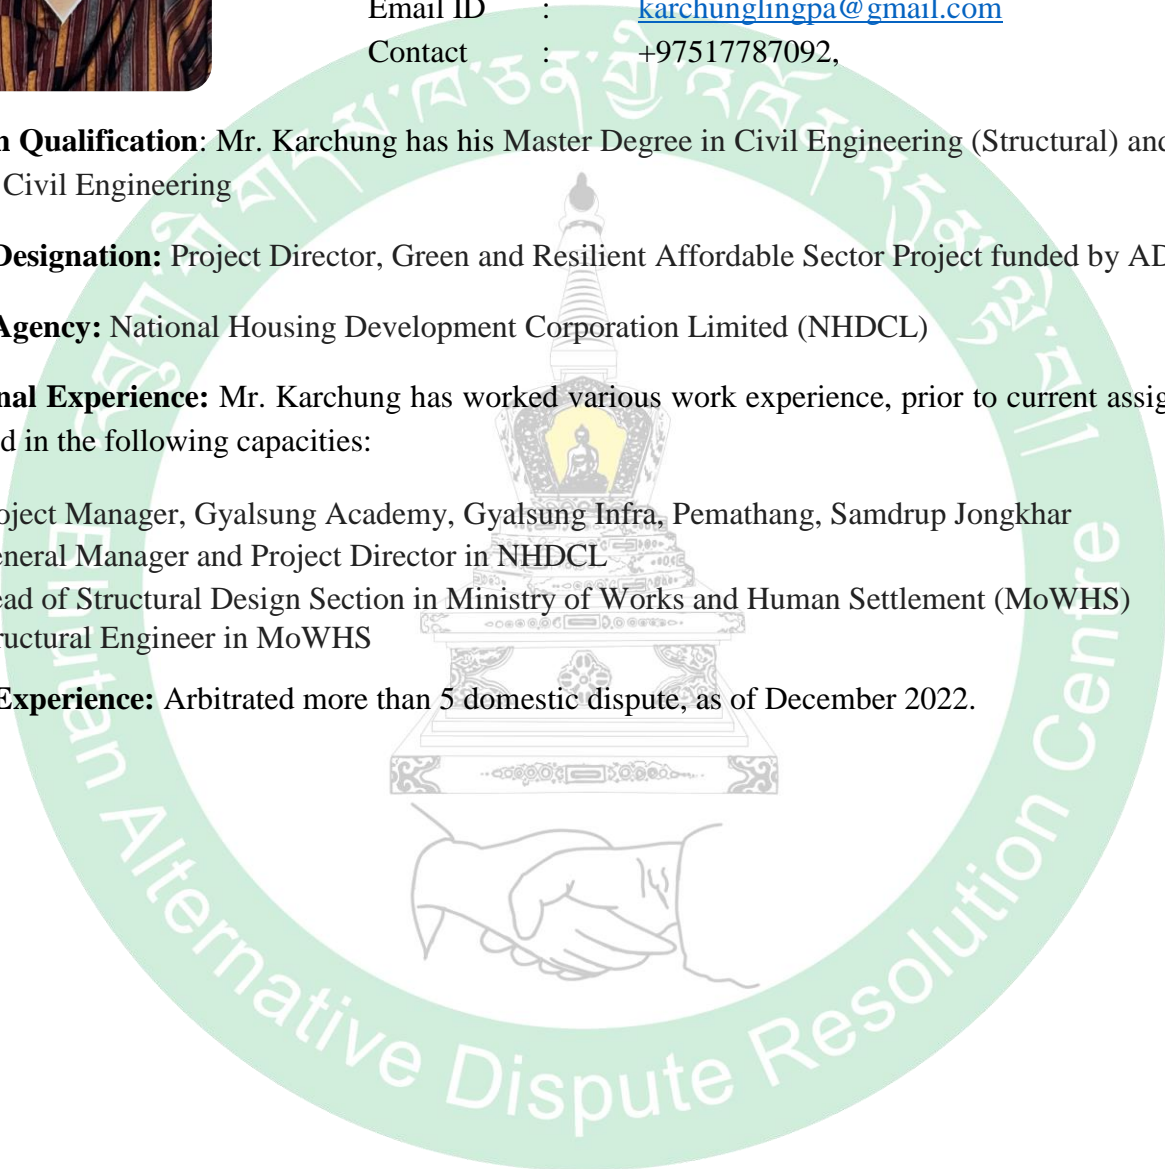 Email ID : karchunglingpa@gmail.com
Contact : +97517787092,
n Qualification: Mr. Karchung has his Master Degree in Civil Engineering (Structural) and
Civil Engineering
Designation: Project Director, Green and Resilient Affordable Sector Project funded by AD
Agency: National Housing Development Corporation Limited (NHDCL)
nal Experience: Mr. Karchung has worked various work experience, prior to current assig
d in the following capacities:
oject Manager, Gyalsung Academy, Gyalsung Infra, Pemathang, Samdrup Jongkhar
eneral Manager and Project Director in NHDCL
ead of Structural Design Section in Ministry of Works and Human Settlement (MoWHS)
ructural Engineer in MoWHS
Experience: Arbitrated more than 5 domestic dispute, as of December 2022.
Bhutan Alternative Dispute Resolution Centre